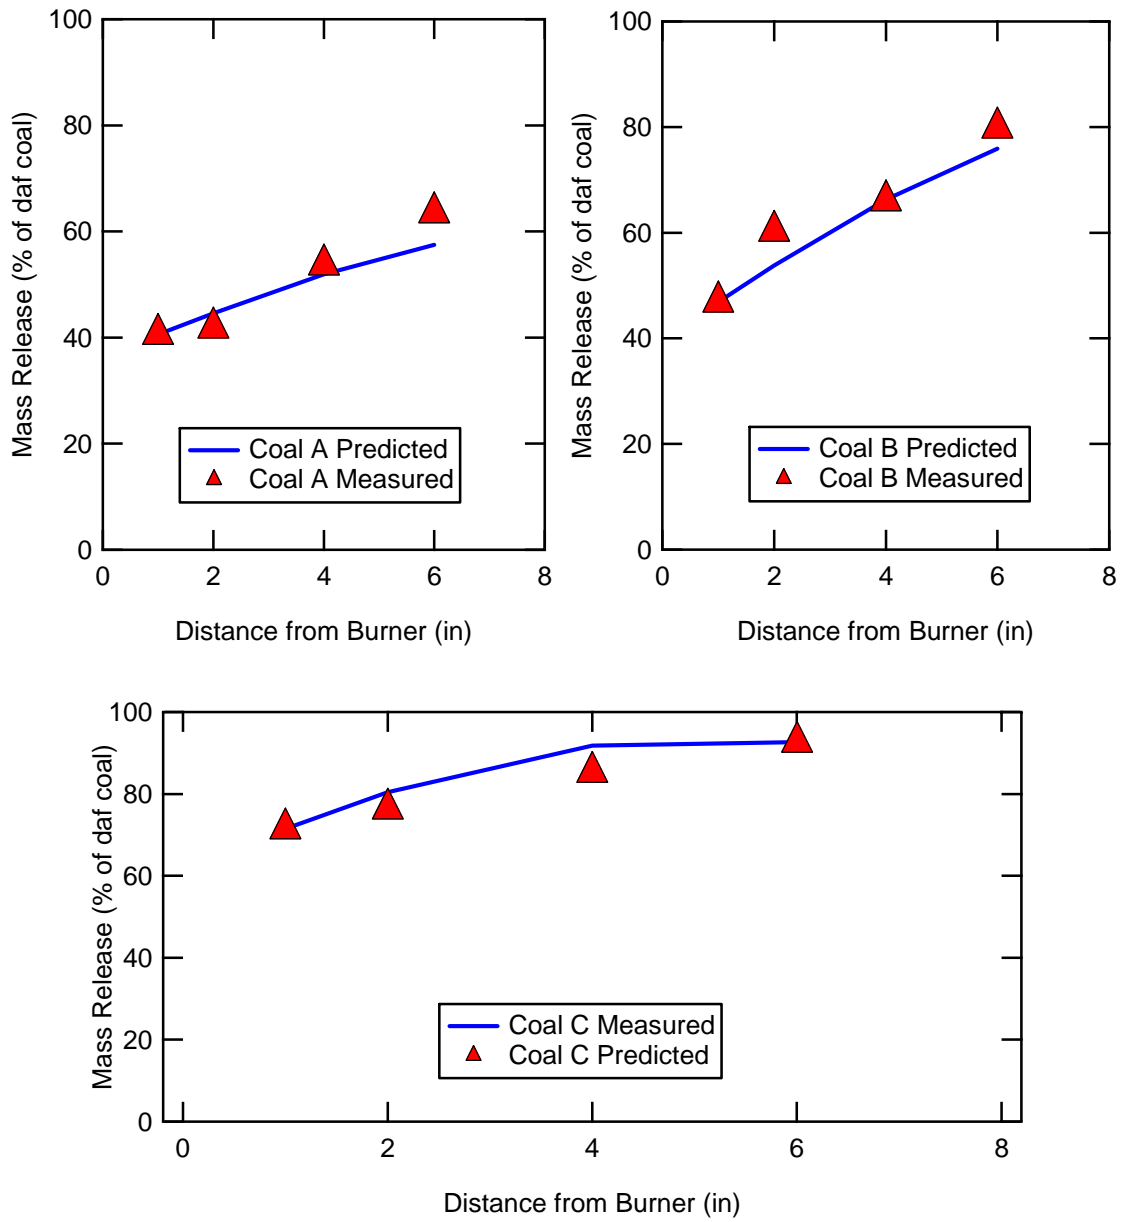 100
80
60
40
20
0
Mass Release (% of daf coal)
Coal A Predicted
Coal A Measured
0 2 4 6 8
Distance from Burner (in)
100
80
60
40
20
0
Mass Release (% of daf coal)
Coal B Predicted
Coal B Measured
0 2 4 6 8
Distance from Burner (in)
100
80
60
40
20
0
Mass Release (% of daf coal)
Coal C Measured
Coal C Predicted
0 2 4 6 8
Distance from Burner (in)